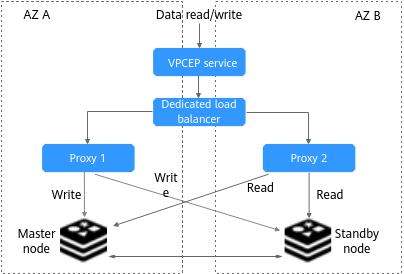 AZ A
Data read/write
AZ B
VPCEP service
Dedicated load
balancer
Proxy 1
Proxy 2
Write
Writ
e
Read
Read
Master
node
Standby
node